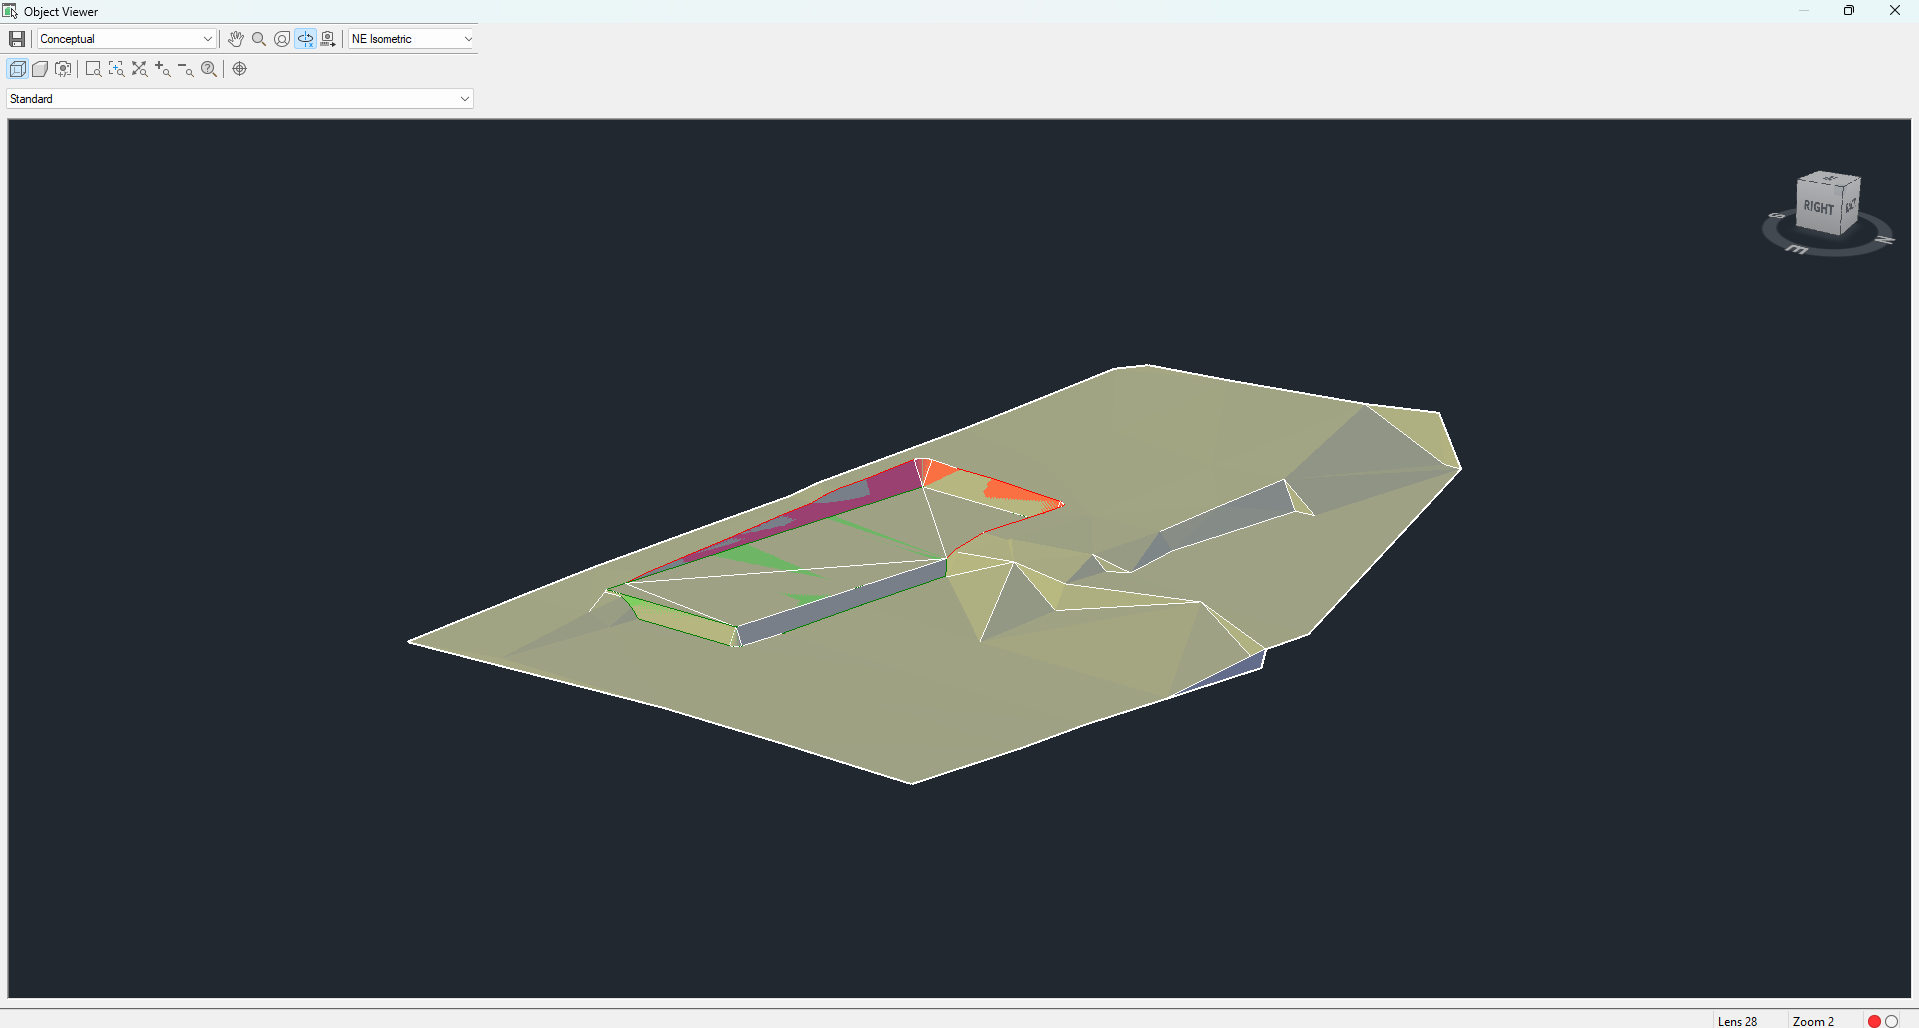 Object Viewer
Conceptual
NE Isometric
Standard
RIGHT
S
E
N
Lens 28
Zoom 2